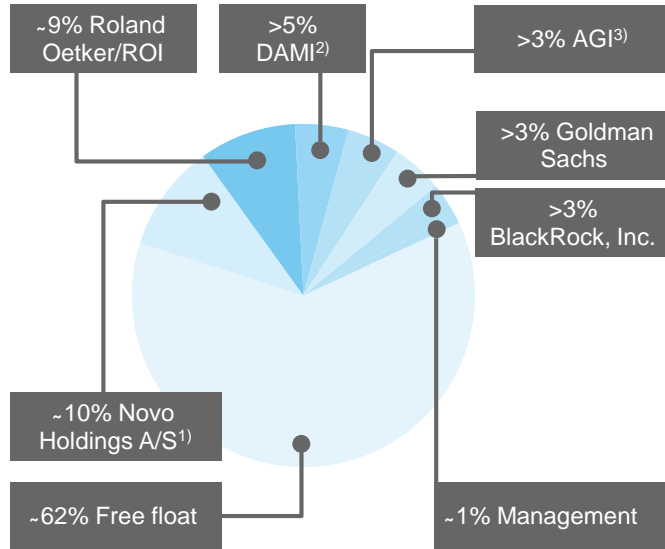 ~9% Roland
Oetker/ROI
>5%
DAMI2)
>3% AGI3)
>3% Goldman
Sachs
>3%
BlackRock, Inc.
~10% Novo
Holdings A/S1)
~62% Free float
~1% Management